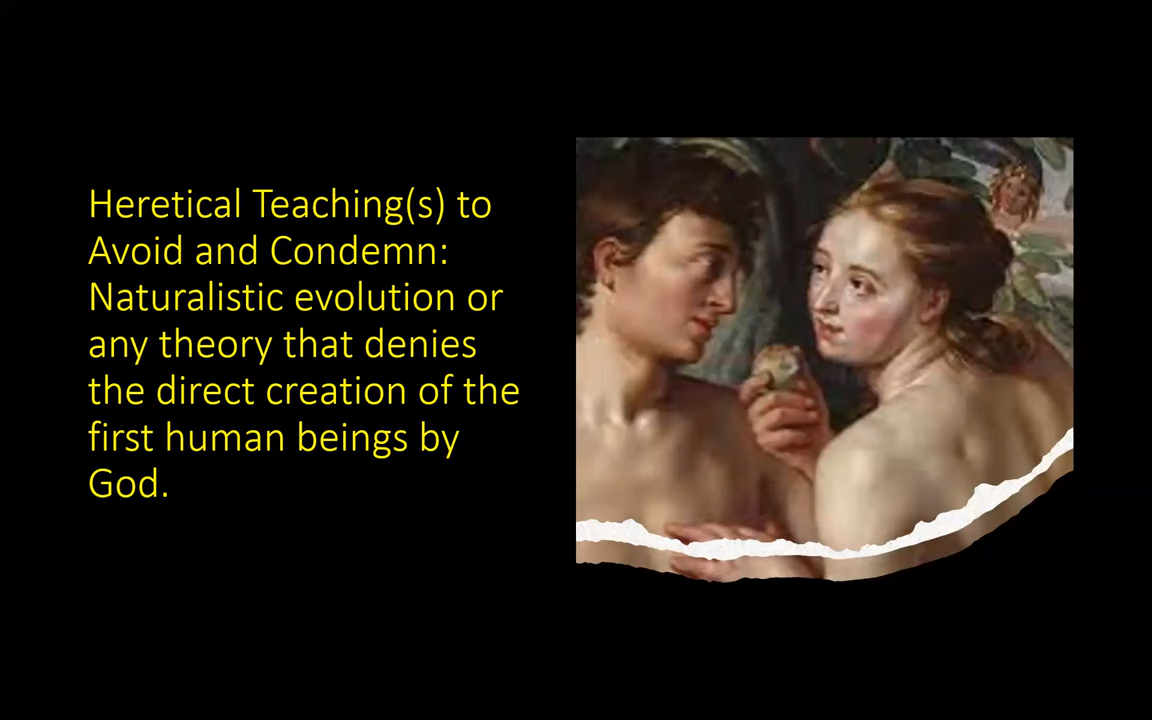 Heretical Teaching(s) to
Avoid and Condemn:
Naturalistic evolution or
any theory that denies
the direct creation of the
first human beings by
God.